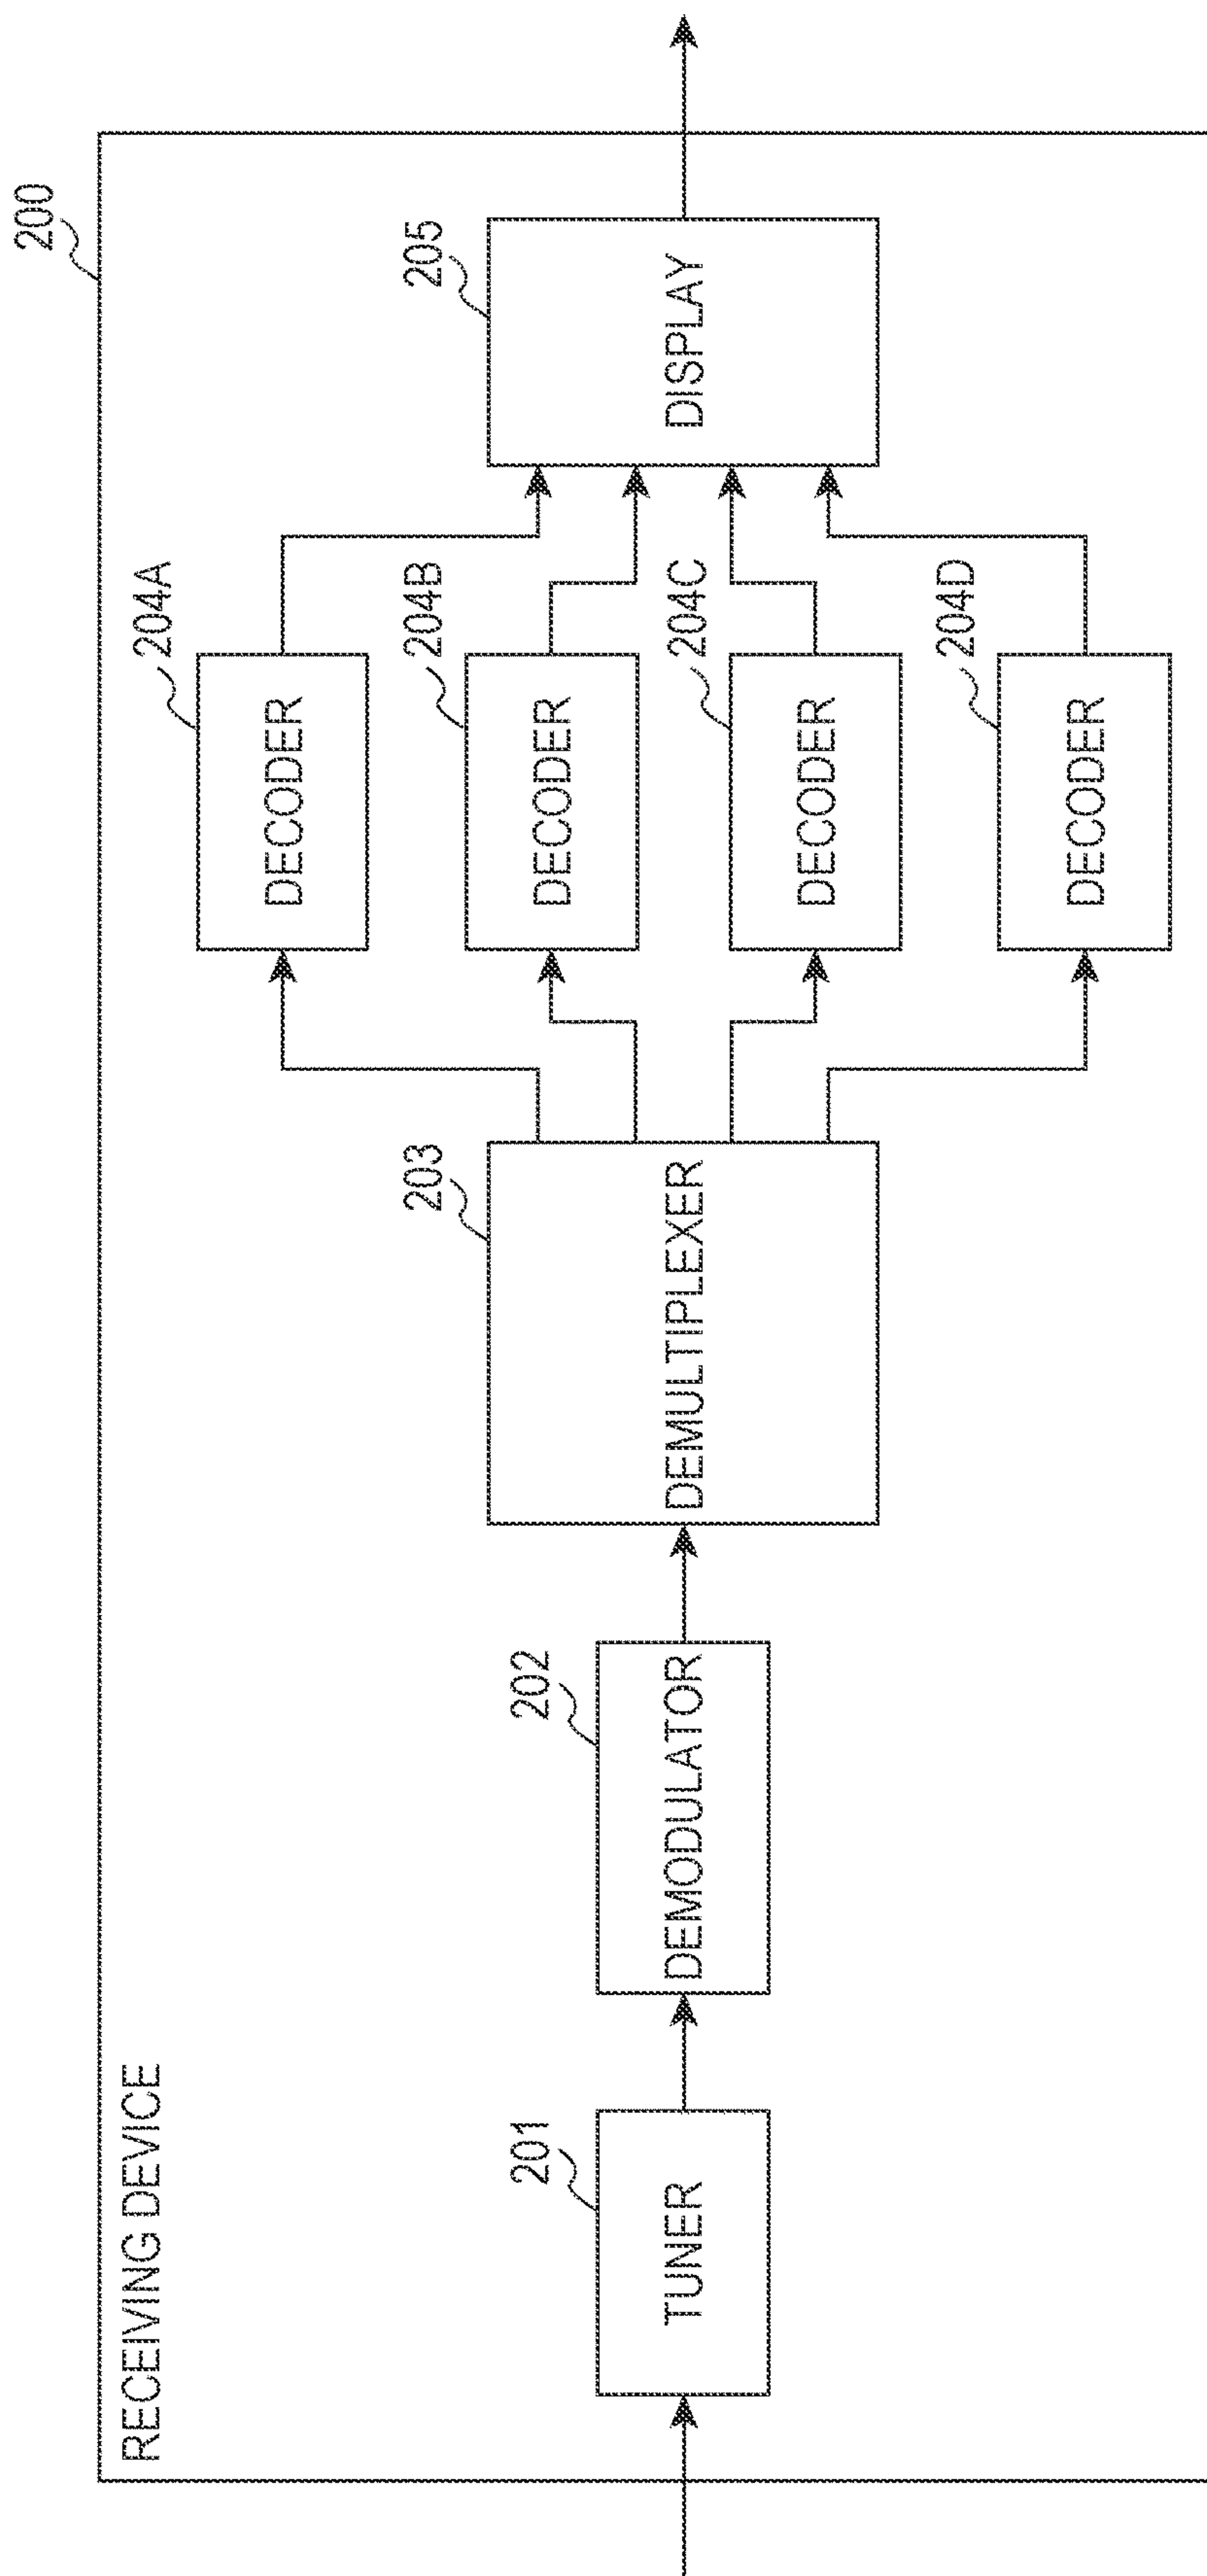 200
RECEIVING DEVICE
201
TUNER
202
DEMODULATOR
203
DEMULTIPLEXER
204A
DECODER
204B
DECODER
204C
DECODER
204D
DECODER
205
DISPLAY